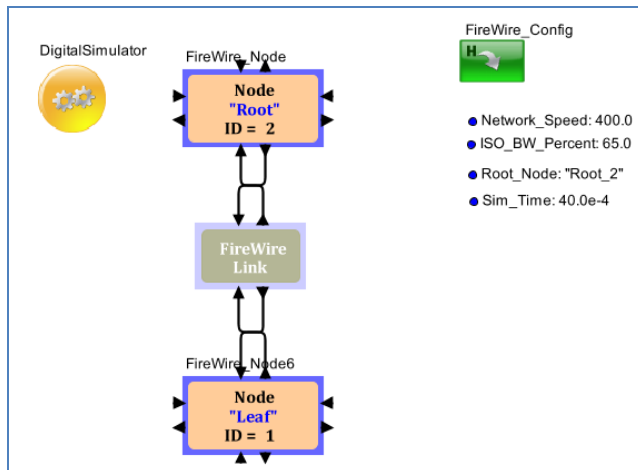 DigitalSimulator
FireWire_Node
Node
"Root"
ID = 2
FireWire
Link
FireWire_Node6
Node
"Leaf"
ID = 1
FireWire_Config
H
Network_Speed: 400.0
ISO_BW_Percent: 65.0
Root_Node: "Root_2"
Sim_Time: 40.0e-4